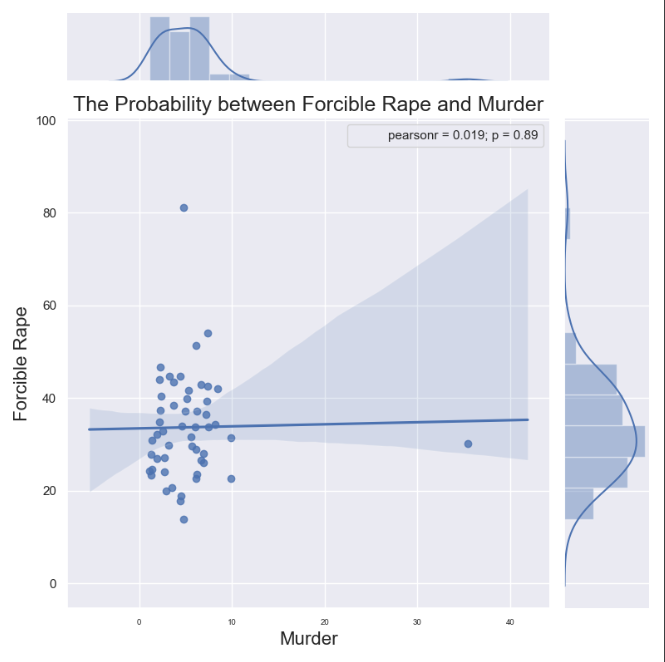 The Probability between Forcible Rape and Murder
pearsonr = 0.019; p = 0.89
100
80
60
40
20
0
Forcible Rape
0 10 20 30 40
Murder